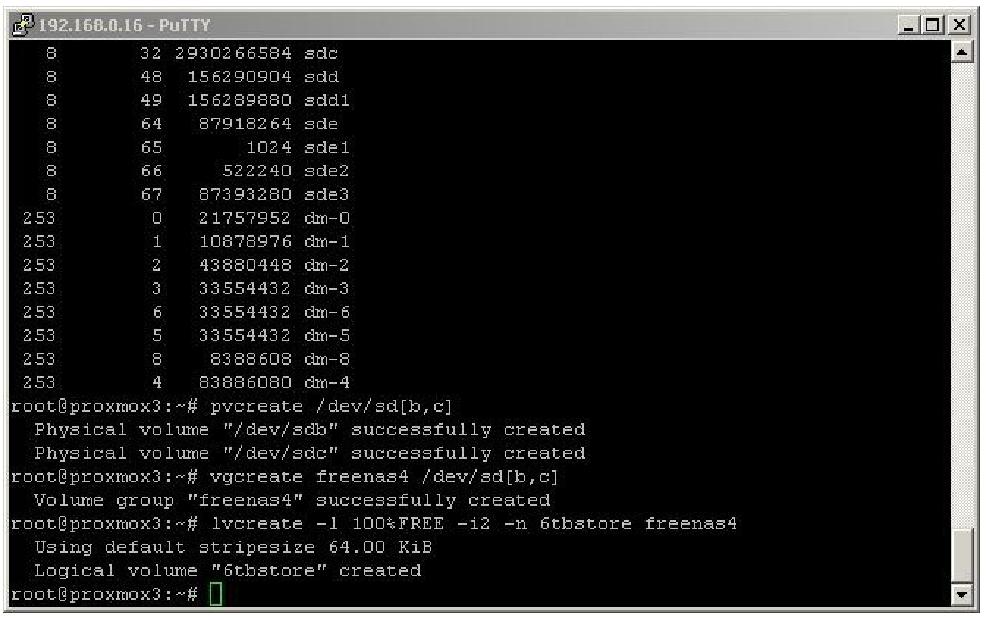 192.168.0.16 - PuTTY
8 32 2930266584 sdc
8 48 156290904 sdd
8 49 156289880 sdd1
8 64 87918264 sde
8 65 1024 sde1
8 66 522240 sde2
8 67 87393280 sde3
253 0 21757952 dm-0
253 1 10878976 dm-1
253 2 43880448 dm-2
253 3 33554432 dm-3
253 6 33554432 dm-6
253 5 33554432 dm-5
253 8 8388608 dm-8
253 4 83886080 dm-4
root@proxmox3:~# pvcreate /dev/sd[b,c]
Physical volume "/dev/sdb" successfully created
Physical volume "/dev/sdc" successfully created
root@proxmox3:~# vgcreate freenas4 /dev/sd[b,c]
Volume group "freenas4" successfully created
root@proxmox3:~# lvcreate -l 100%FREE -i2 -n 6tbstore freenas4
Using default stripesize 64.00 KiB
Logical volume "6tbstore" created
root@proxmox3:~#